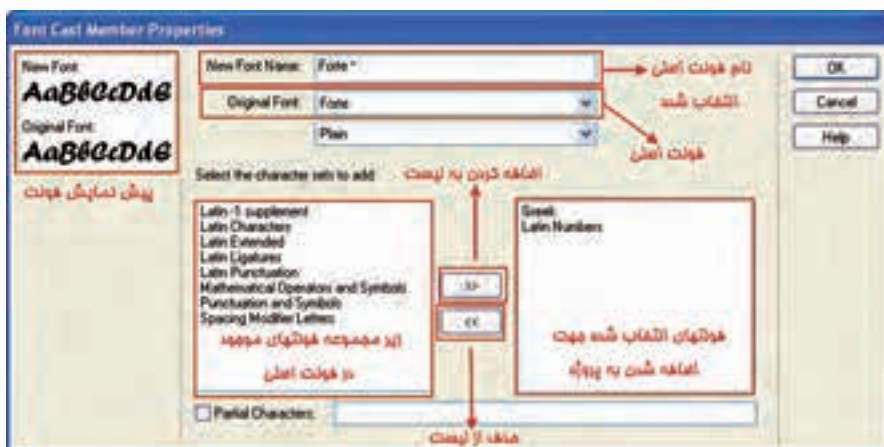 Font Cast Member Properties
New Font
AaBbCcDdE
Original Font:
AaBbCcDdE
پیش نمایش فونت
New Font Name: Forte *
Original Font: Forte
Plain
نام فونت اصلی
انتخاب شده
فونت اصلی
OK
Cancel
Help
Select the character sets to add
اضافه کردن به لیست
Latin -1 supplement
Latin Characters
Latin Extended
Latin Ligatures
Latin Punctuation
Mathematical Operators and Symbols
Punctuation and Symbols
Spacing Modifier Letters
زیر مجموعه فونتهای موجود
در فونت اصلی
>>
<<
Greek
Latin Numbers
فونتهای انتخاب شده جهت
اضافه شدن به پروژه
Partial Characters:
حذف از لیست